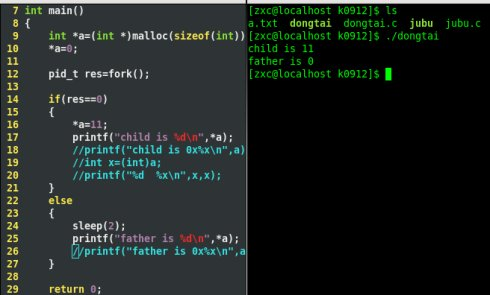 7 int main()
8 {
9 int *a=(int *)malloc(sizeof(int))
10 *a=0;
11
12 pid_t res=fork();
13
14 if(res==0)
15 {
16 *a=11;
17 printf("child is %d\n",*a);
18 //printf("child is 0x%x\n",a)
19 //int x=(int)a;
20 //printf("%d %x\n",x,x);
21 }
22 else
23 {
24 sleep(2);
25 printf("father is %d\n",*a);
26 //printf("father is 0x%x\n",a
27 }
28
29 return 0;
[zxc@localhost k0912]$ ls
a.txt dongtai dongtai.c jubu jubu.c
[zxc@localhost k0912]$ ./dongtai
child is 11
father is 0
[zxc@localhost k0912]$